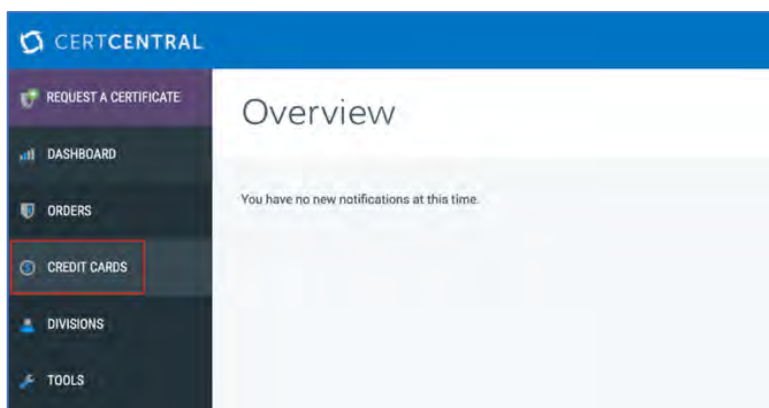 CERTCENTRAL
REQUEST A CERTIFICATE
Overview
DASHBOARD
You have no new notifications at this time.
ORDERS
CREDIT CARDS
DIVISIONS
TOOLS